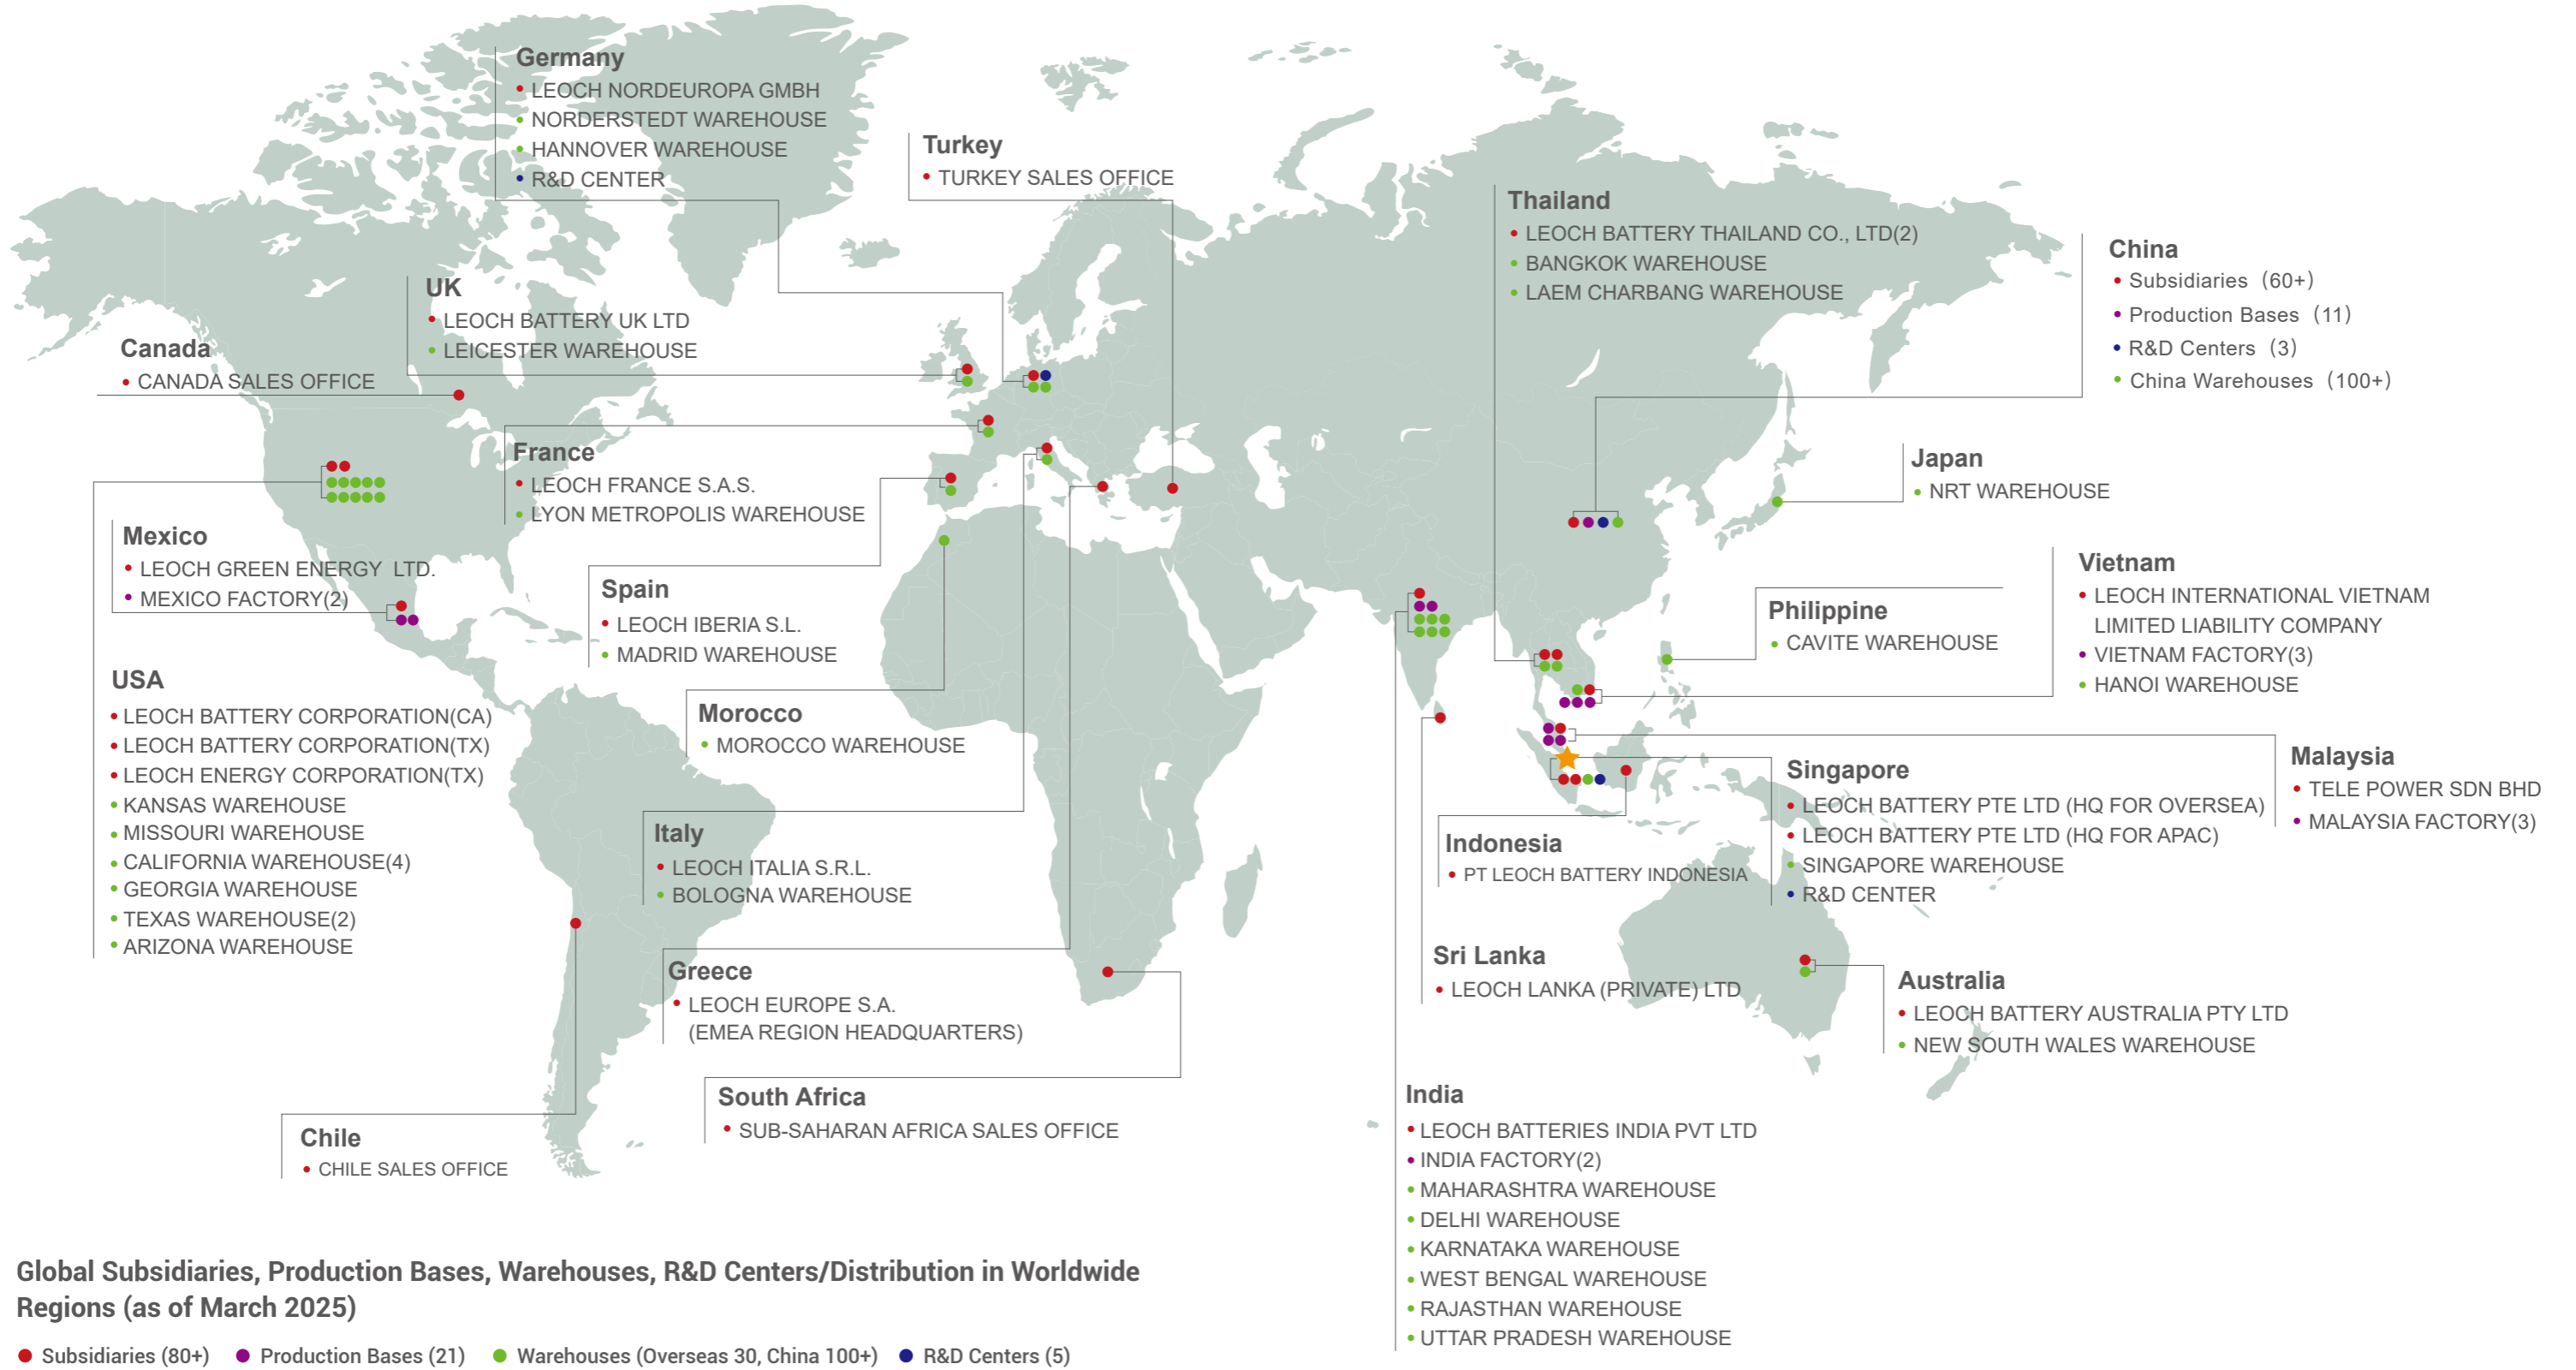 Germany
• LEOCH NORDEUROPA GMBH
• NORDERSTEDT WAREHOUSE
• HANNOVER WAREHOUSE
• R&D CENTER
Turkey
• TURKEY SALES OFFICE
Thailand
• LEOCH BATTERY THAILAND CO., LTD(2)
• BANGKOK WAREHOUSE
• LAEM CHARBANG WAREHOUSE
China
• Subsidiaries (60+)
• Production Bases (11)
• R&D Centers (3)
• China Warehouses (100+)
UK
• LEOCH BATTERY UK LTD
• LEICESTER WAREHOUSE
Canada
• CANADA SALES OFFICE
France
• LEOCH FRANCE S.A.S.
• LYON METROPOLIS WAREHOUSE
Japan
• NRT WAREHOUSE
Mexico
• LEOCH GREEN ENERGY LTD.
• MEXICO FACTORY(2)
Spain
• LEOCH IBERIA S.L.
• MADRID WAREHOUSE
Philippine
• CAVITE WAREHOUSE
Vietnam
• LEOCH INTERNATIONAL VIETNAM
LIMITED LIABILITY COMPANY
• VIETNAM FACTORY(3)
• HANOI WAREHOUSE
USA
• LEOCH BATTERY CORPORATION(CA)
• LEOCH BATTERY CORPORATION(TX)
• LEOCH ENERGY CORPORATION(TX)
• KANSAS WAREHOUSE
• MISSOURI WAREHOUSE
• CALIFORNIA WAREHOUSE(4)
• GEORGIA WAREHOUSE
• TEXAS WAREHOUSE(2)
• ARIZONA WAREHOUSE
Morocco
• MOROCCO WAREHOUSE
Malaysia
• TELE POWER SDN BHD
• MALAYSIA FACTORY(3)
Singapore
• LEOCH BATTERY PTE LTD (HQ FOR OVERSEA)
• LEOCH BATTERY PTE LTD (HQ FOR APAC)
• SINGAPORE WAREHOUSE
• R&D CENTER
Italy
• LEOCH ITALIA S.R.L.
• BOLOGNA WAREHOUSE
Indonesia
• PT LEOCH BATTERY INDONESIA
Sri Lanka
• LEOCH LANKA (PRIVATE) LTD
Greece
• LEOCH EUROPE S.A.
(EMEA REGION HEADQUARTERS)
Australia
• LEOCH BATTERY AUSTRALIA PTY LTD
• NEW SOUTH WALES WAREHOUSE
South Africa
• SUB-SAHARAN AFRICA SALES OFFICE
Chile
• CHILE SALES OFFICE
India
• LEOCH BATTERIES INDIA PVT LTD
• INDIA FACTORY(2)
• MAHARASHTRA WAREHOUSE
• DELHI WAREHOUSE
• KARNATAKA WAREHOUSE
• WEST BENGAL WAREHOUSE
• RAJASTHAN WAREHOUSE
• UTTAR PRADESH WAREHOUSE
Global Subsidiaries, Production Bases, Warehouses, R&D Centers/Distribution in Worldwide
Regions (as of March 2025)
Subsidiaries (80+) Production Bases (21) Warehouses (Overseas 30, China 100+) R&D Centers (5)